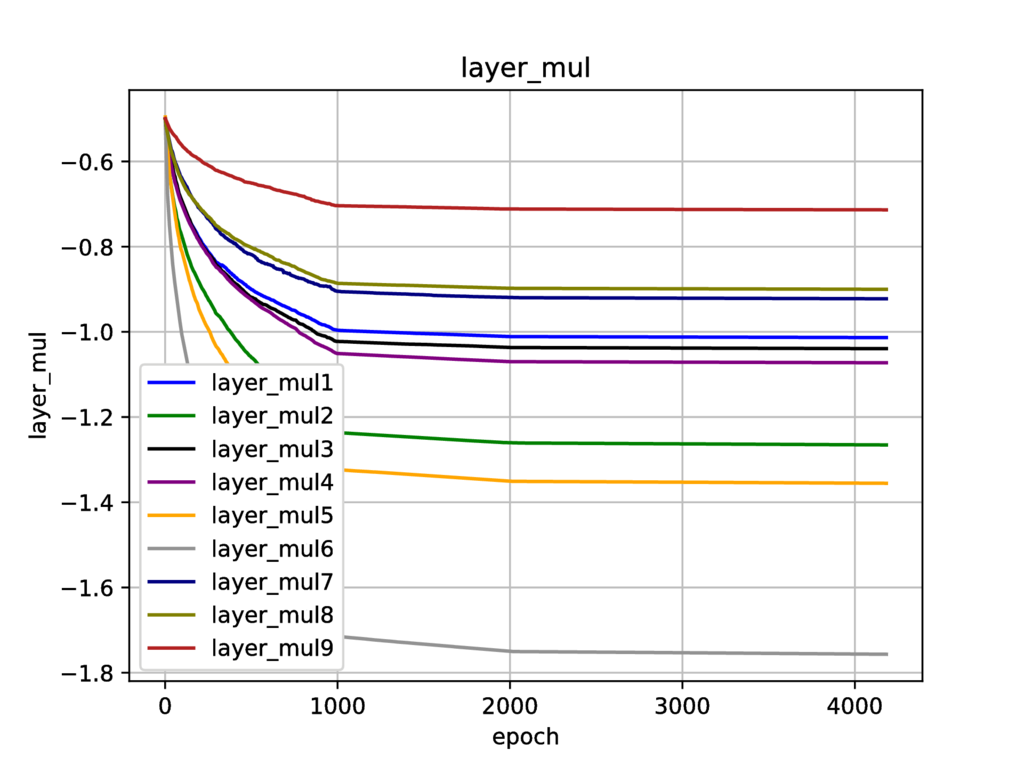 layer_mul
layer_mul
−0.6
−0.8
−1.0
−1.2
−1.4
−1.6
−1.8
layer_mul1
layer_mul2
layer_mul3
layer_mul4
layer_mul5
layer_mul6
layer_mul7
layer_mul8
layer_mul9
0 1000 2000 3000 4000
epoch